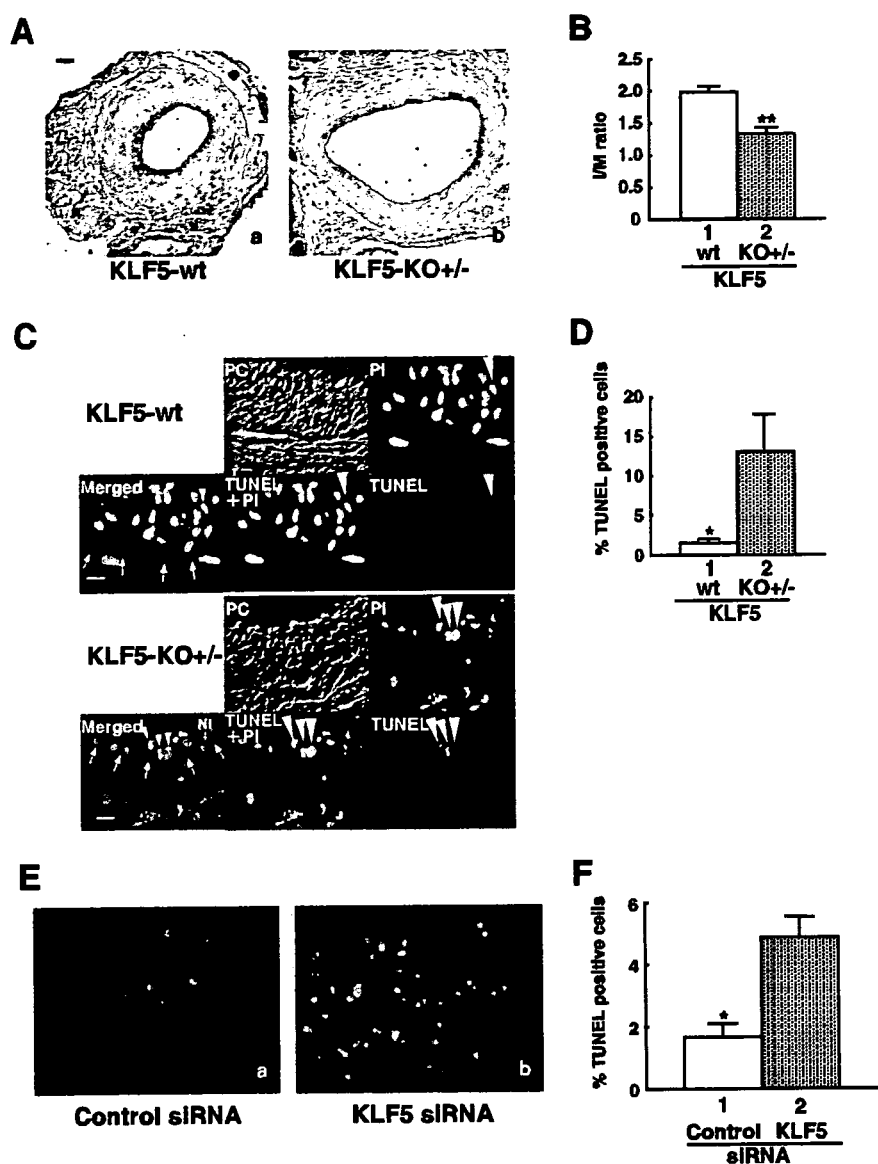 A
a
KLF5-wt
b
KLF5-KO+/-
B
I/M ratio
2.5
2.0
1.5
1.0
0.5
0
**
1 2
wt KO+/-
KLF5
C
KLF5-wt
PC
PI
Merged
TUNEL
+PI
TUNEL
KLF5-KO+/-
PC
PI
Merged
NI
TUNEL
+PI
TUNEL
D
% TUNEL positive cells
20
15
10
5
0
*
1 2
wt KO+/-
KLF5
E
a
Control siRNA
b
KLF5 siRNA
F
% TUNEL positive cells
6
4
2
0
*
1 2
Control KLF5
siRNA